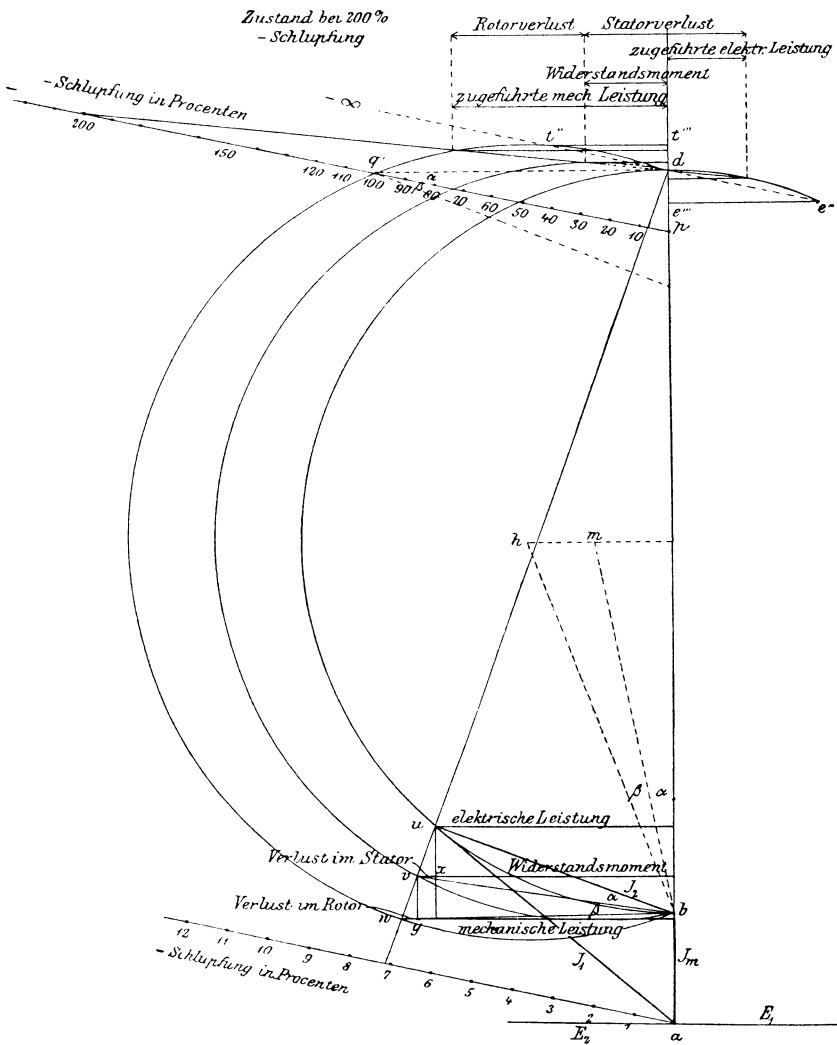 Zustand bei 200%
- Schlupfung
Rotorverlust
Statorverlust
zugeführte elektr. Leistung
Widerstandsmoment
zugeführte mech. Leistung
- Schlupfung in Procenten
- ∞
-
200
150
120
110
100
90
80
70
60
50
40
30
20
10
q'
α
β
t''
t'''
d
e''
e'''
p
h
m
β
α
u
elektrische Leistung
Verlust im Stator
v
x
Widerstandsmoment
J2
α
β
b
Verlust im Rotor
w
y
mechanische Leistung
J1
Jm
12
11
10
9
8
7
6
5
4
3
2
1
- Schlupfung in Procenten
E2
a
E1